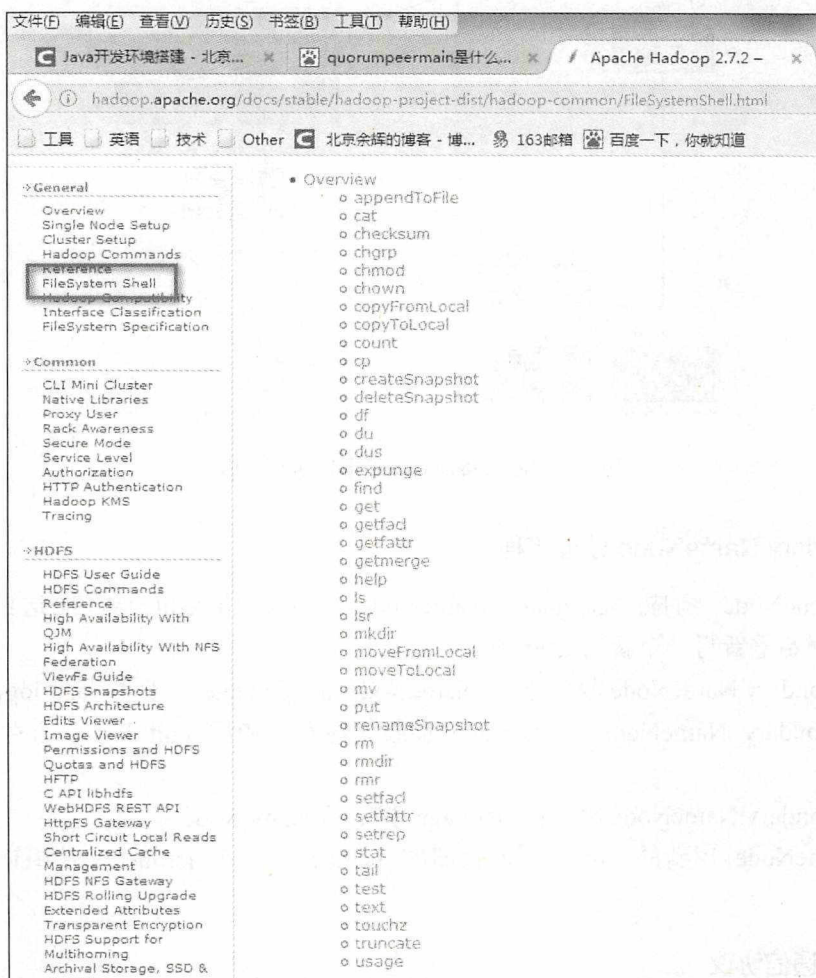 文件(F) 编辑(E) 查看(V) 历史(S) 书签(B) 工具(T) 帮助(H)
Java开发环境搭建 - 北京... × quorumpeermain是什么... × Apache Hadoop 2.7.2 – ×
hadoop.apache.org/docs/stable/hadoop-project-dist/hadoop-common/FileSystemShell.html
工具 英语 技术 Other 北京余辉的博客 - 博... 163邮箱 百度一下，你就知道
General
Overview
Single Node Setup
Cluster Setup
Hadoop Commands
Reference
FileSystem Shell
Hadoop Compatibility
Interface Classification
FileSystem Specification
Common
CLI Mini Cluster
Native Libraries
Proxy User
Rack Awareness
Secure Mode
Service Level
Authorization
HTTP Authentication
Hadoop KMS
Tracing
HDFS
HDFS User Guide
HDFS Commands
Reference
High Availability With
QJM
High Availability With NFS
Federation
ViewFs Guide
HDFS Snapshots
HDFS Architecture
Edits Viewer
Image Viewer
Permissions and HDFS
Quotas and HDFS
HFTP
C API libhdfs
WebHDFS REST API
HttpFS Gateway
Short Circuit Local Reads
Centralized Cache
Management
HDFS NFS Gateway
HDFS Rolling Upgrade
Extended Attributes
Transparent Encryption
HDFS Support for
Multihoming
Archival Storage, SSD &
• Overview
o appendToFile
o cat
o checksum
o chgrp
o chmod
o chown
o copyFromLocal
o copyToLocal
o count
o cp
o createSnapshot
o deleteSnapshot
o df
o du
o dus
o expunge
o find
o get
o getfacl
o getfattr
o getmerge
o help
o ls
o lsr
o mkdir
o moveFromLocal
o moveToLocal
o mv
o put
o renameSnapshot
o rm
o rmdir
o rmr
o setfacl
o setfattr
o setrep
o stat
o tail
o test
o text
o touchz
o truncate
o usage